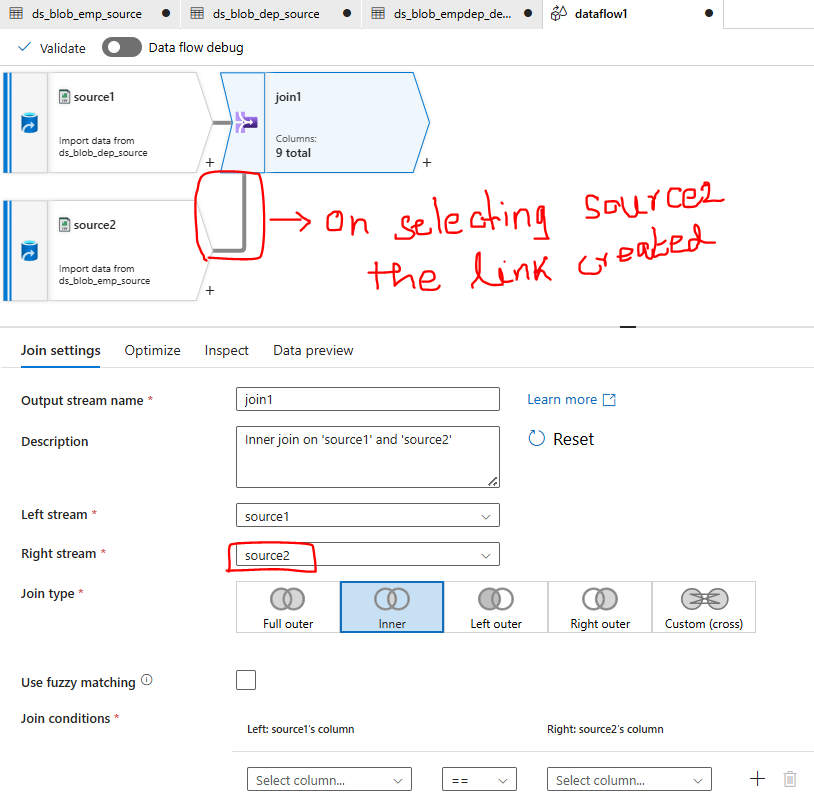 ds_blob_emp_source
ds_blob_dep_source
ds_blob_empdep_de...
dataflow1
Validate
Data flow debug
source1
Import data from
ds_blob_dep_source
+
join1
Columns:
9 total
+
source2
Import data from
ds_blob_emp_source
+
→ on selecting source2
the link created
Join settings Optimize Inspect Data preview
Output stream name * join1 Learn more
Description Inner join on 'source1' and 'source2' Reset
Left stream * source1
Right stream * source2
Join type *
Full outer Inner Left outer Right outer Custom (cross)
Use fuzzy matching
Join conditions * Left: source1's column Right: source2's column
Select column... == Select column... +